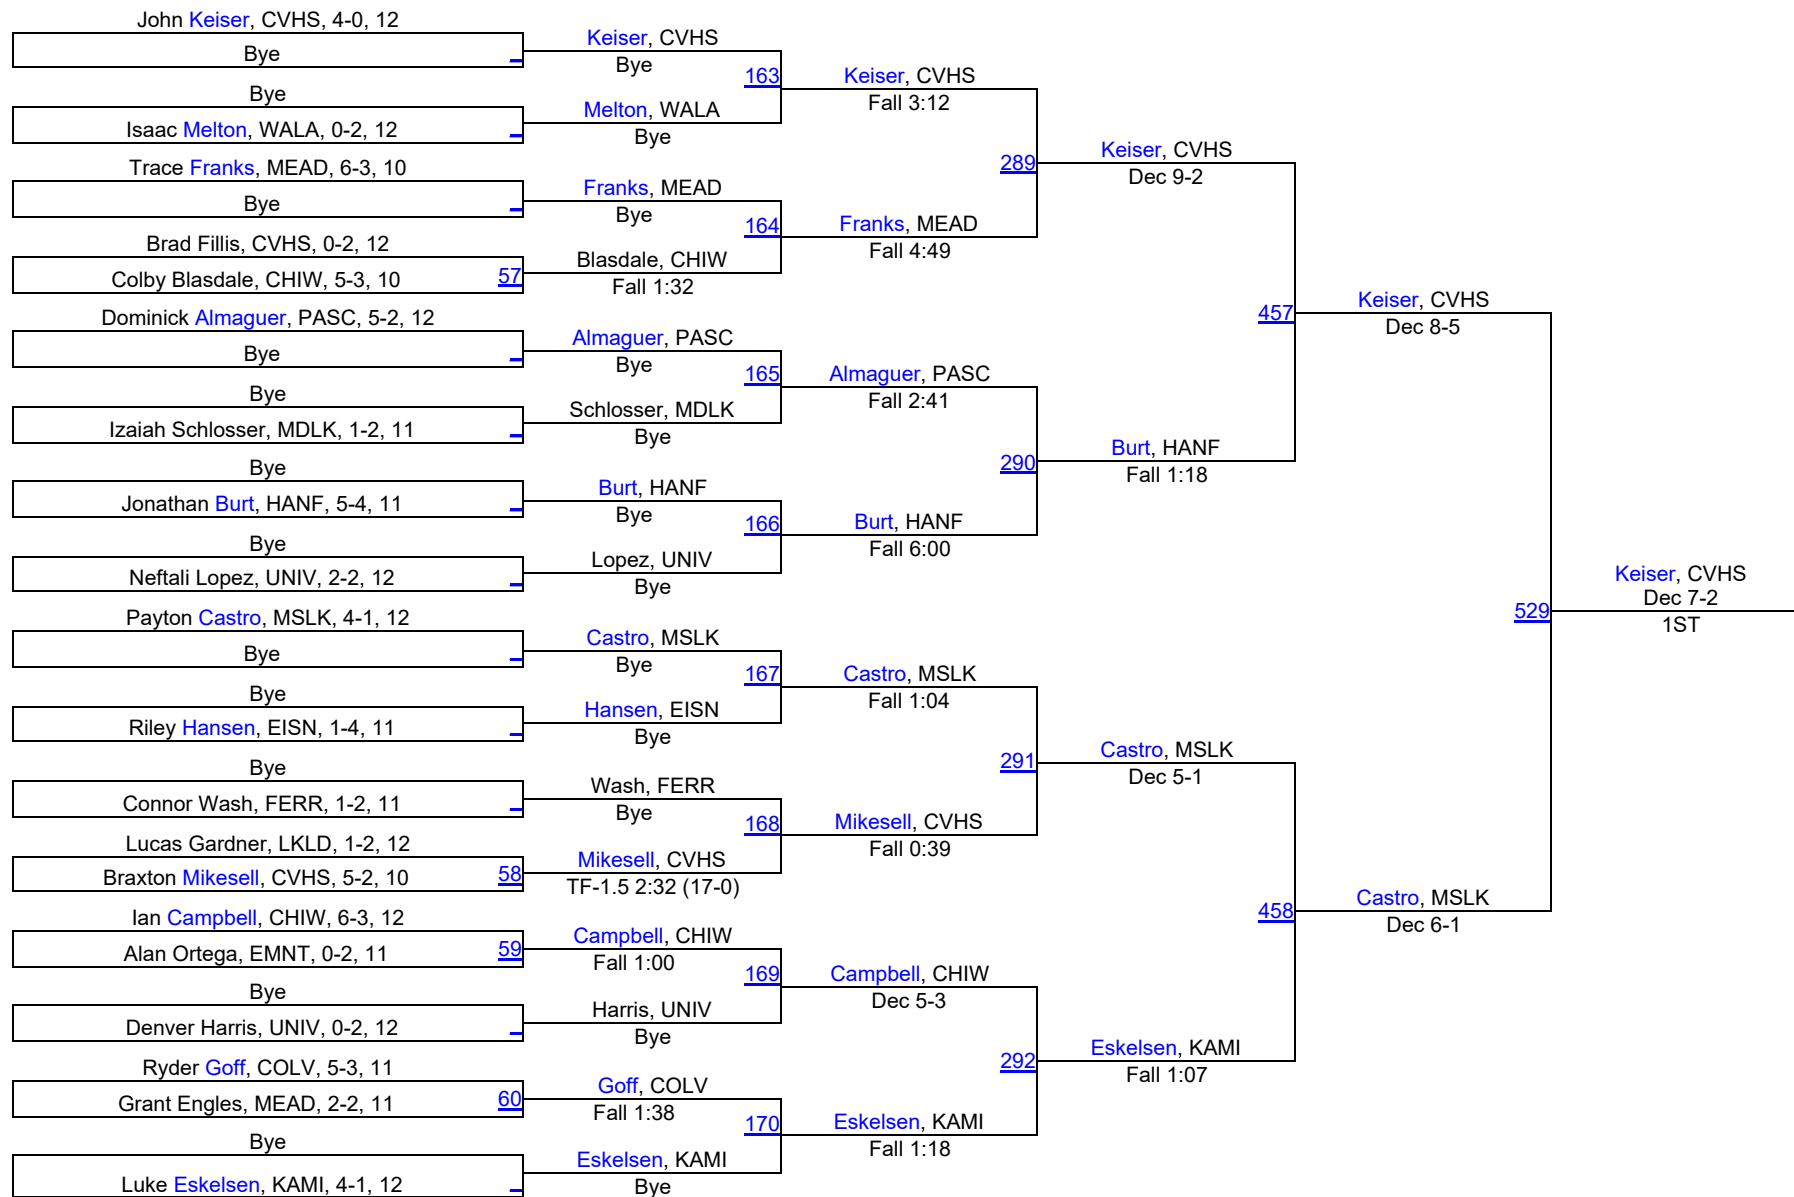 John Keiser, CVHS, 4-0, 12
Bye
Bye
Isaac Melton, WALA, 0-2, 12
Trace Franks, MEAD, 6-3, 10
Bye
Brad Fillis, CVHS, 0-2, 12
Colby Blasdale, CHIW, 5-3, 10
57
Dominick Almaguer, PASC, 5-2, 12
Bye
Bye
Izaiah Schlosser, MDLK, 1-2, 11
Bye
Jonathan Burt, HANF, 5-4, 11
Bye
Neftali Lopez, UNIV, 2-2, 12
Payton Castro, MSLK, 4-1, 12
Bye
Bye
Riley Hansen, EISN, 1-4, 11
Bye
Connor Wash, FERR, 1-2, 11
Lucas Gardner, LKLD, 1-2, 12
Braxton Mikesell, CVHS, 5-2, 10
58
Ian Campbell, CHIW, 6-3, 12
Alan Ortega, EMNT, 0-2, 11
59
Bye
Denver Harris, UNIV, 0-2, 12
Ryder Goff, COLV, 5-3, 11
Grant Engles, MEAD, 2-2, 11
60
Bye
Luke Eskelsen, KAMI, 4-1, 12
Keiser, CVHS
Bye
163
Melton, WALA
Bye
Franks, MEAD
Bye
164
Blasdale, CHIW
Fall 1:32
Almaguer, PASC
Bye
165
Schlosser, MDLK
Bye
Burt, HANF
Bye
166
Lopez, UNIV
Bye
Castro, MSLK
Bye
167
Hansen, EISN
Bye
Wash, FERR
Bye
168
Mikesell, CVHS
TF-1.5 2:32 (17-0)
Campbell, CHIW
Fall 1:00
169
Harris, UNIV
Bye
Goff, COLV
Fall 1:38
170
Eskelsen, KAMI
Bye
Keiser, CVHS
Fall 3:12
289
Franks, MEAD
Fall 4:49
Almaguer, PASC
Fall 2:41
290
Burt, HANF
Fall 6:00
Castro, MSLK
Fall 1:04
291
Mikesell, CVHS
Fall 0:39
Campbell, CHIW
Dec 5-3
292
Eskelsen, KAMI
Fall 1:18
Keiser, CVHS
Dec 9-2
457
Burt, HANF
Fall 1:18
Castro, MSLK
Dec 5-1
458
Eskelsen, KAMI
Fall 1:07
Keiser, CVHS
Dec 8-5
529
Castro, MSLK
Dec 6-1
Keiser, CVHS
Dec 7-2
1ST